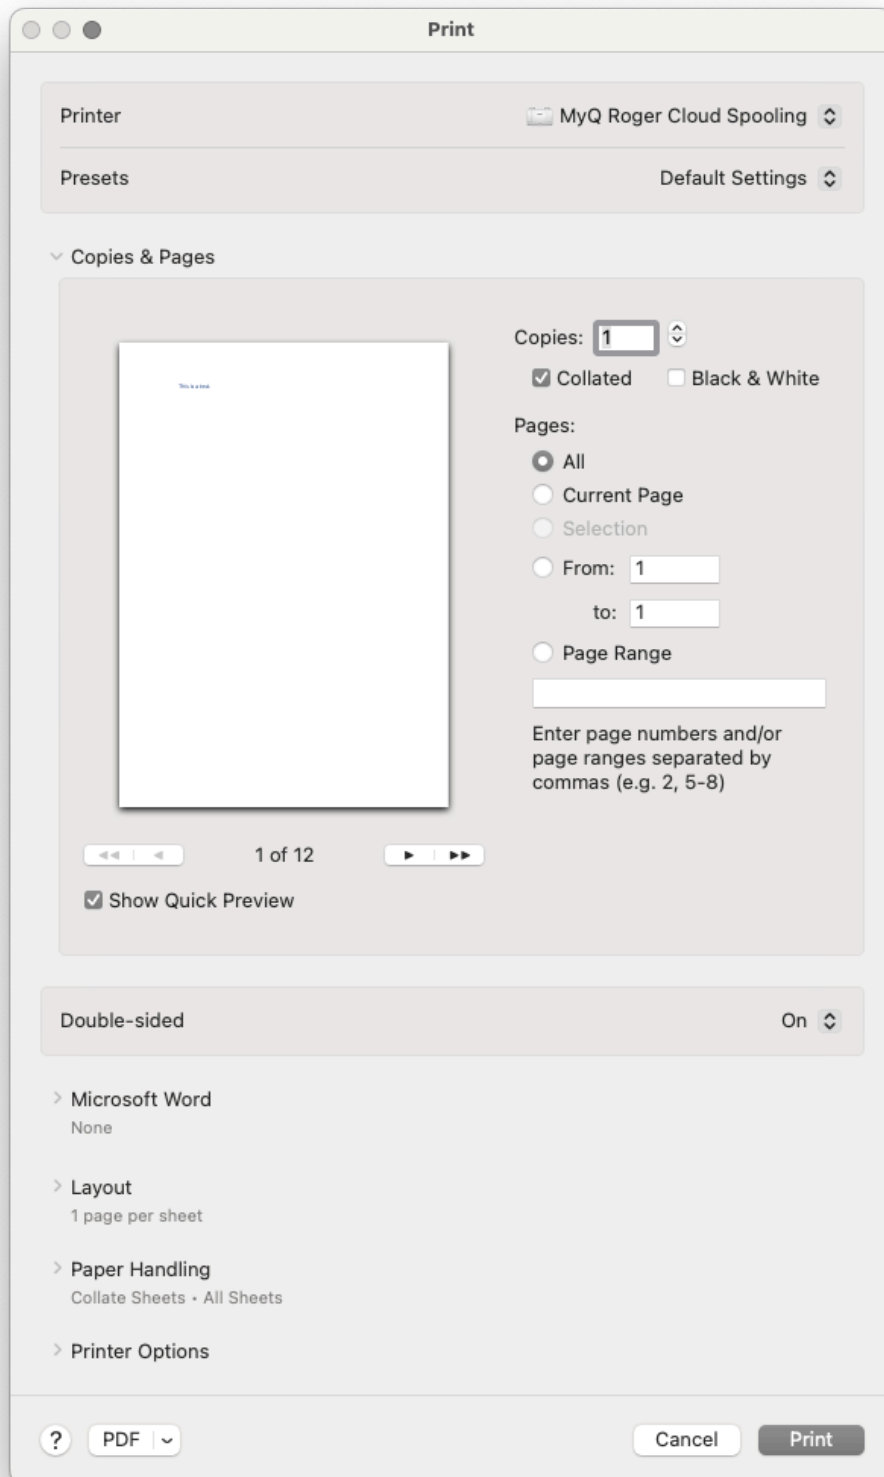 Print
Printer MyQ Roger Cloud Spooling
Presets Default Settings
Copies & Pages
This is a test.
Copies: 1
Collated Black & White
Pages:
All
Current Page
Selection
From: 1
to: 1
Page Range
Enter page numbers and/or
page ranges separated by
commas (e.g. 2, 5-8)
1 of 12
Show Quick Preview
Double-sided On
Microsoft Word
None
Layout
1 page per sheet
Paper Handling
Collate Sheets • All Sheets
Printer Options
? PDF Cancel Print